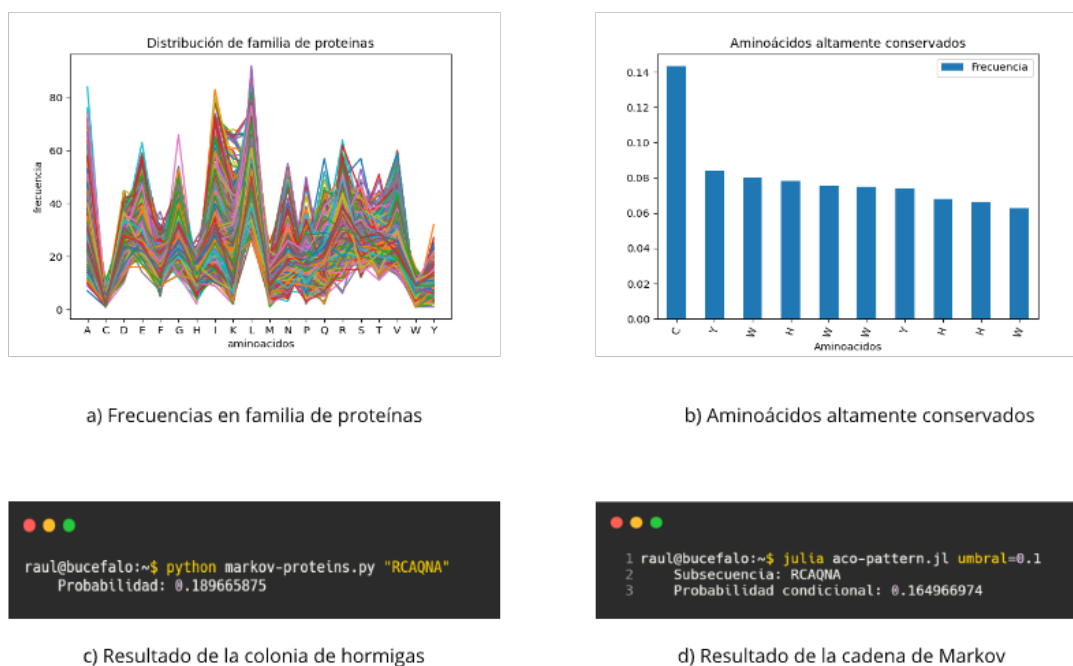 Distribución de familia de proteinas
80
60
40
20
0
frecuencia
A C D E F G H I K L M N P Q R S T V W Y
aminoacidos
a) Frecuencias en familia de proteínas
Aminoácidos altamente conservados
Frecuencia
0.14
0.12
0.10
0.08
0.06
0.04
0.02
0.00
C Y W H W W Y H H W
Aminoacidos
b) Aminoácidos altamente conservados
raul@bucefalo:~$ python markov-proteins.py "RCAQNA"
Probabilidad: 0.189665875
c) Resultado de la colonia de hormigas
1 raul@bucefalo:~$ julia aco-pattern.jl umbral=0.1
2 Subsecuencia: RCAQNA
3 Probabilidad condicional: 0.164966974
d) Resultado de la cadena de Markov